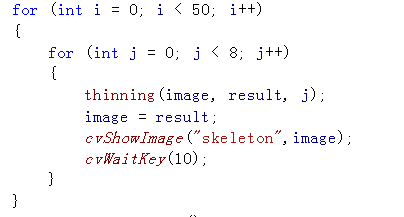 for (int i = 0; i < 50; i++)
{
for (int j = 0; j < 8; j++)
{
thinning(image, result, j);
image = result;
cvShowImage("skeleton",image);
cvWaitKey(10);
}
}